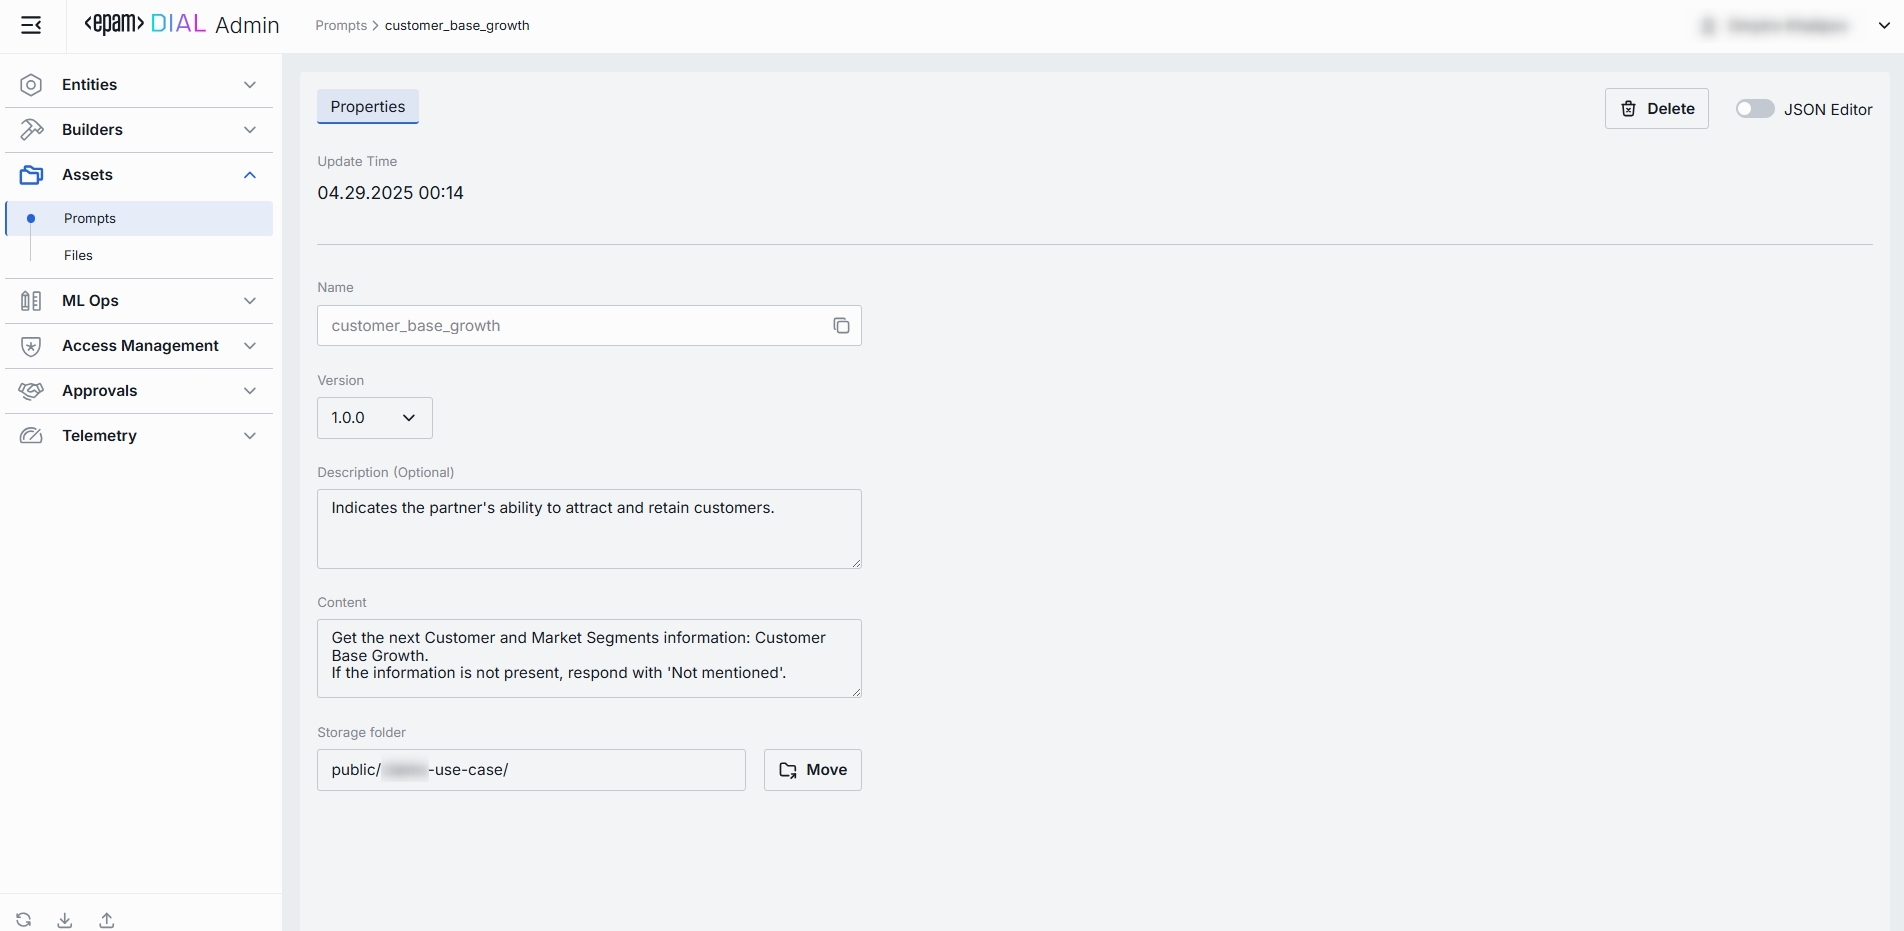 <epam> DIAL Admin
Prompts > customer_base_growth
Entities
Builders
Assets
Prompts
Files
ML Ops
Access Management
Approvals
Telemetry
Properties
Delete
JSON Editor
Update Time
04.29.2025 00:14
Name
customer_base_growth
Version
1.0.0
Description (Optional)
Indicates the partner's ability to attract and retain customers.
Content
Get the next Customer and Market Segments information: Customer
Base Growth.
If the information is not present, respond with 'Not mentioned'.
Storage folder
public/ -use-case/
Move